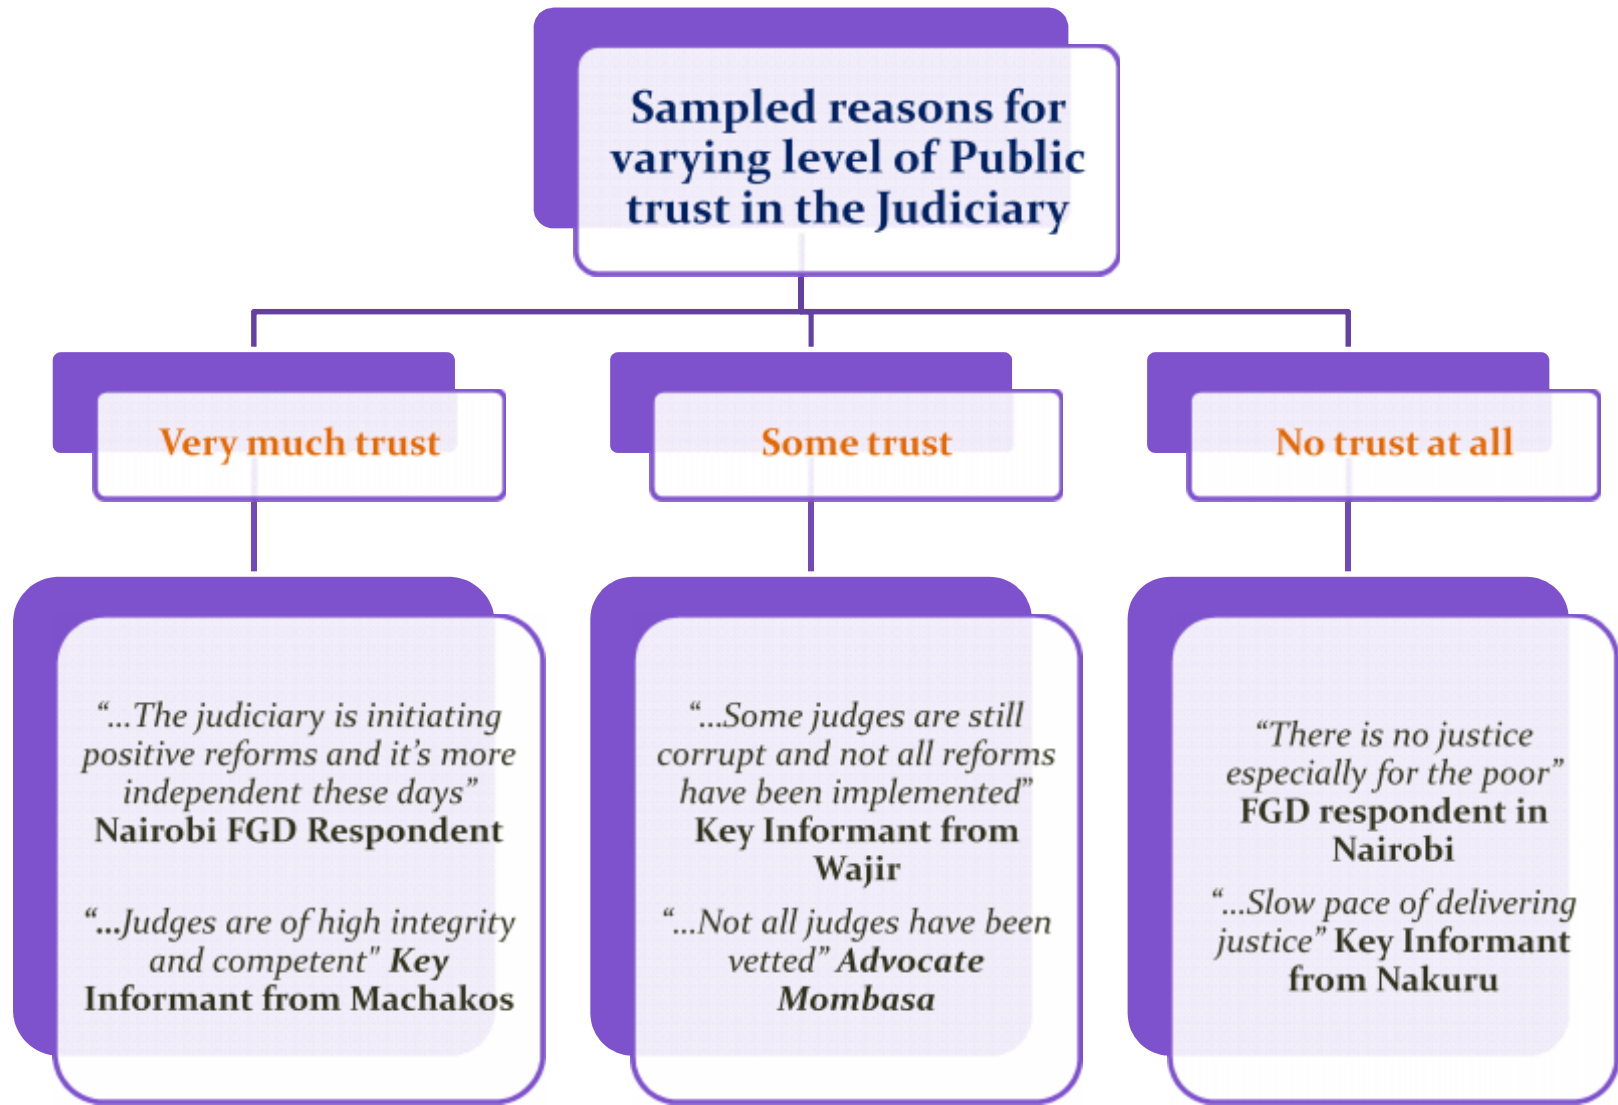 Sampled reasons for
varying level of Public
trust in the Judiciary
Very much trust
Some trust
No trust at all
“...The judiciary is initiating
positive reforms and it’s more
independent these days”
Nairobi FGD Respondent
“...Judges are of high integrity
and competent" Key
Informant from Machakos
“...Some judges are still
corrupt and not all reforms
have been implemented”
Key Informant from
Wajir
“...Not all judges have been
vetted” Advocate
Mombasa
“There is no justice
especially for the poor”
FGD respondent in
Nairobi
“...Slow pace of delivering
justice” Key Informant
from Nakuru